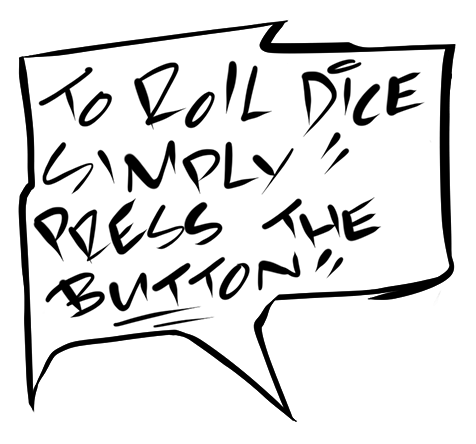 To Roll DiCE
SiMPLY "
PRESS THE
BUTTON"